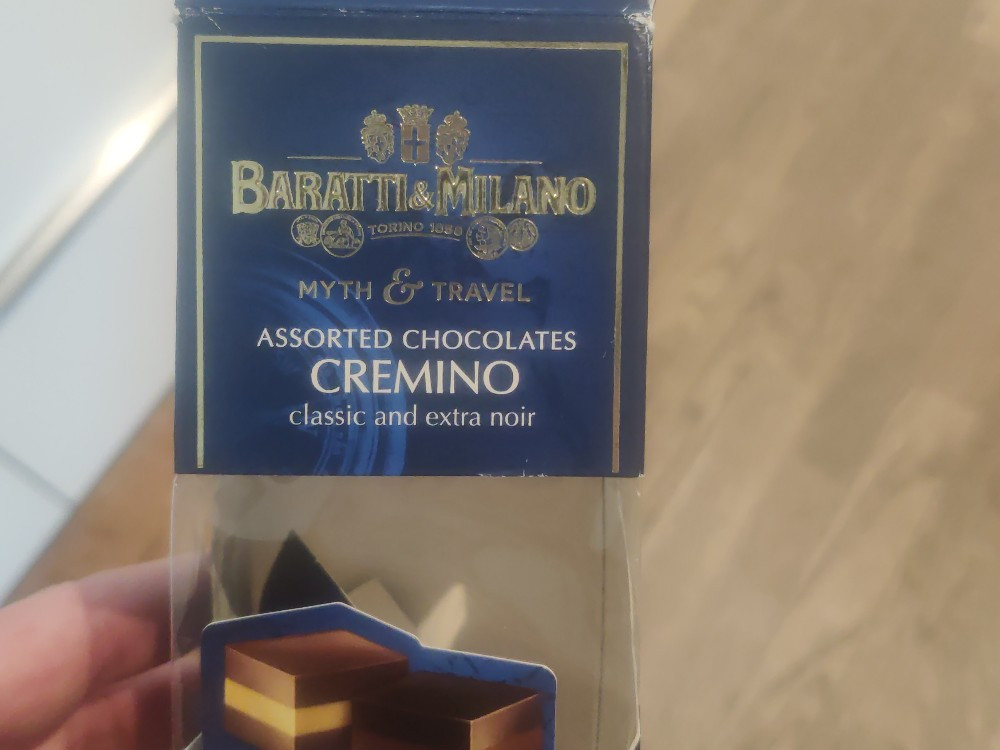 BARATTI & MILANO
TORINO 1858
MYTH & TRAVEL
ASSORTED CHOCOLATES
CREMINO
classic and extra noir